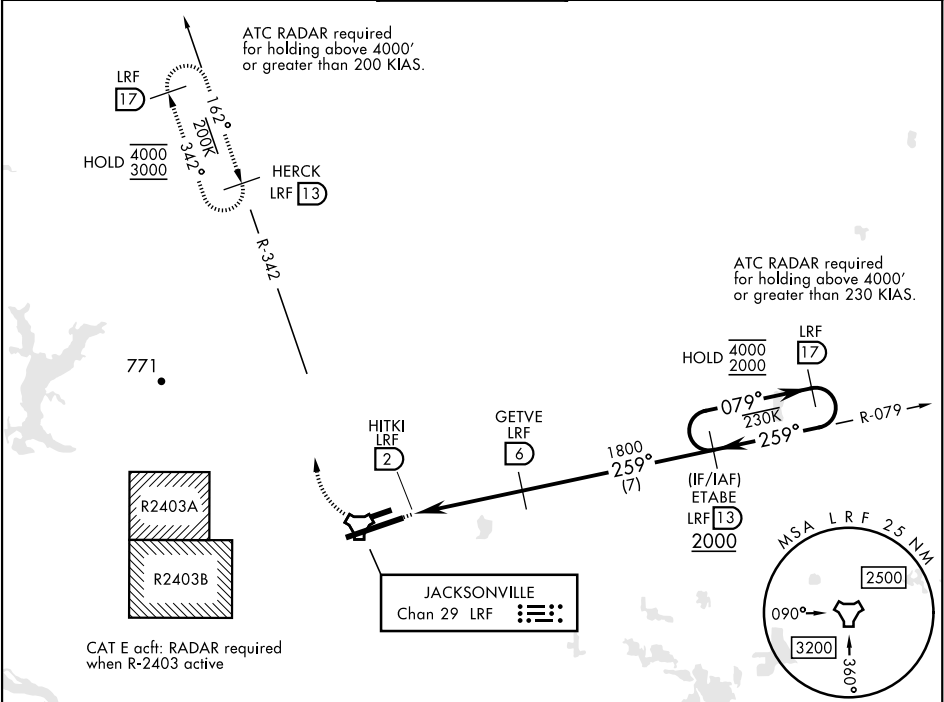 ATC RADAR required
for holding above 4000'
or greater than 200 KIAS.
LRF
17
162°
200K
342°
HOLD 4000
3000
HERCK
LRF 13
R-342
ATC RADAR required
for holding above 4000'
or greater than 230 KIAS.
LRF
17
HOLD 4000
2000
079°
230K
259°
R-079
771
HITKI
LRF
2
GETVE
LRF
6
1800
259°
(7)
(IF/IAF)
ETABE
LRF 13
2000
R2403A
R2403B
JACKSONVILLE
Chan 29 LRF
CAT E acft: RADAR required
when R-2403 active
MSA LRF 25 NM
2500
090°
3200
360°